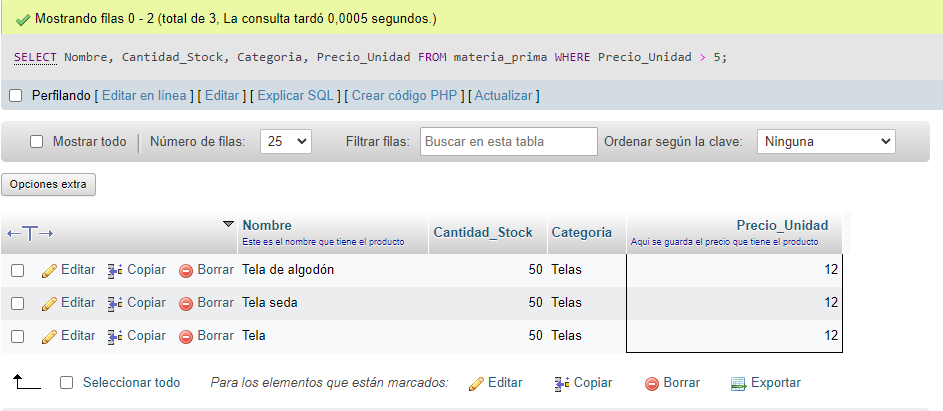 Mostrando filas 0 - 2 (total de 3, La consulta tardó 0,0005 segundos.)
SELECT Nombre, Cantidad_Stock, Categoria, Precio_Unidad FROM materia_prima WHERE Precio_Unidad > 5;
Perfilando [ Editar en línea ] [ Editar ] [ Explicar SQL ] [ Crear código PHP ] [ Actualizar ]
Mostrar todo Número de filas: 25 Filtrar filas: Buscar en esta tabla Ordenar según la clave: Ninguna
Opciones extra
←T→ Nombre Cantidad_Stock Categoria Precio_Unidad
Este es el nombre que tiene el producto Aqui se guarda el precio que tiene el producto
Editar Copiar Borrar Tela de algodón 50 Telas 12
Editar Copiar Borrar Tela seda 50 Telas 12
Editar Copiar Borrar Tela 50 Telas 12
Seleccionar todo Para los elementos que están marcados: Editar Copiar Borrar Exportar